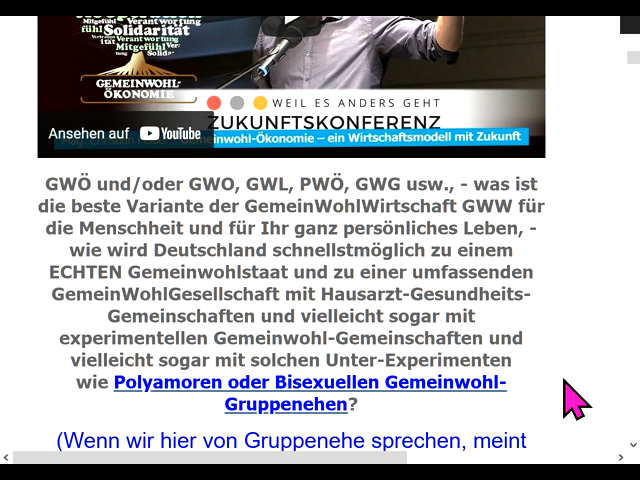 Mitgefühl Verantwortung
fühl Solidarität
Mitgefühl
GEMEINWOHL-
ÖKONOMIE
WEIL ES ANDERS GEHT
ZUKUNFTSKONFERENZ
Ansehen auf YouTube
Gemeinwohl-Ökonomie – ein Wirtschaftsmodell mit Zukunft
GWÖ und/oder GWO, GWL, PWÖ, GWG usw., - was ist
die beste Variante der GemeinWohlWirtschaft GWW für
die Menschheit und für Ihr ganz persönliches Leben, -
wie wird Deutschland schnellstmöglich zu einem
ECHTEN Gemeinwohlstaat und zu einer umfassenden
GemeinWohlGesellschaft mit Hausarzt-Gesundheits-
Gemeinschaften und vielleicht sogar mit
experimentellen Gemeinwohl-Gemeinschaften und
vielleicht sogar mit solchen Unter-Experimenten
wie Polyamoren oder Bisexuellen Gemeinwohl-
Gruppenehen?
(Wenn wir hier von Gruppenehe sprechen, meint